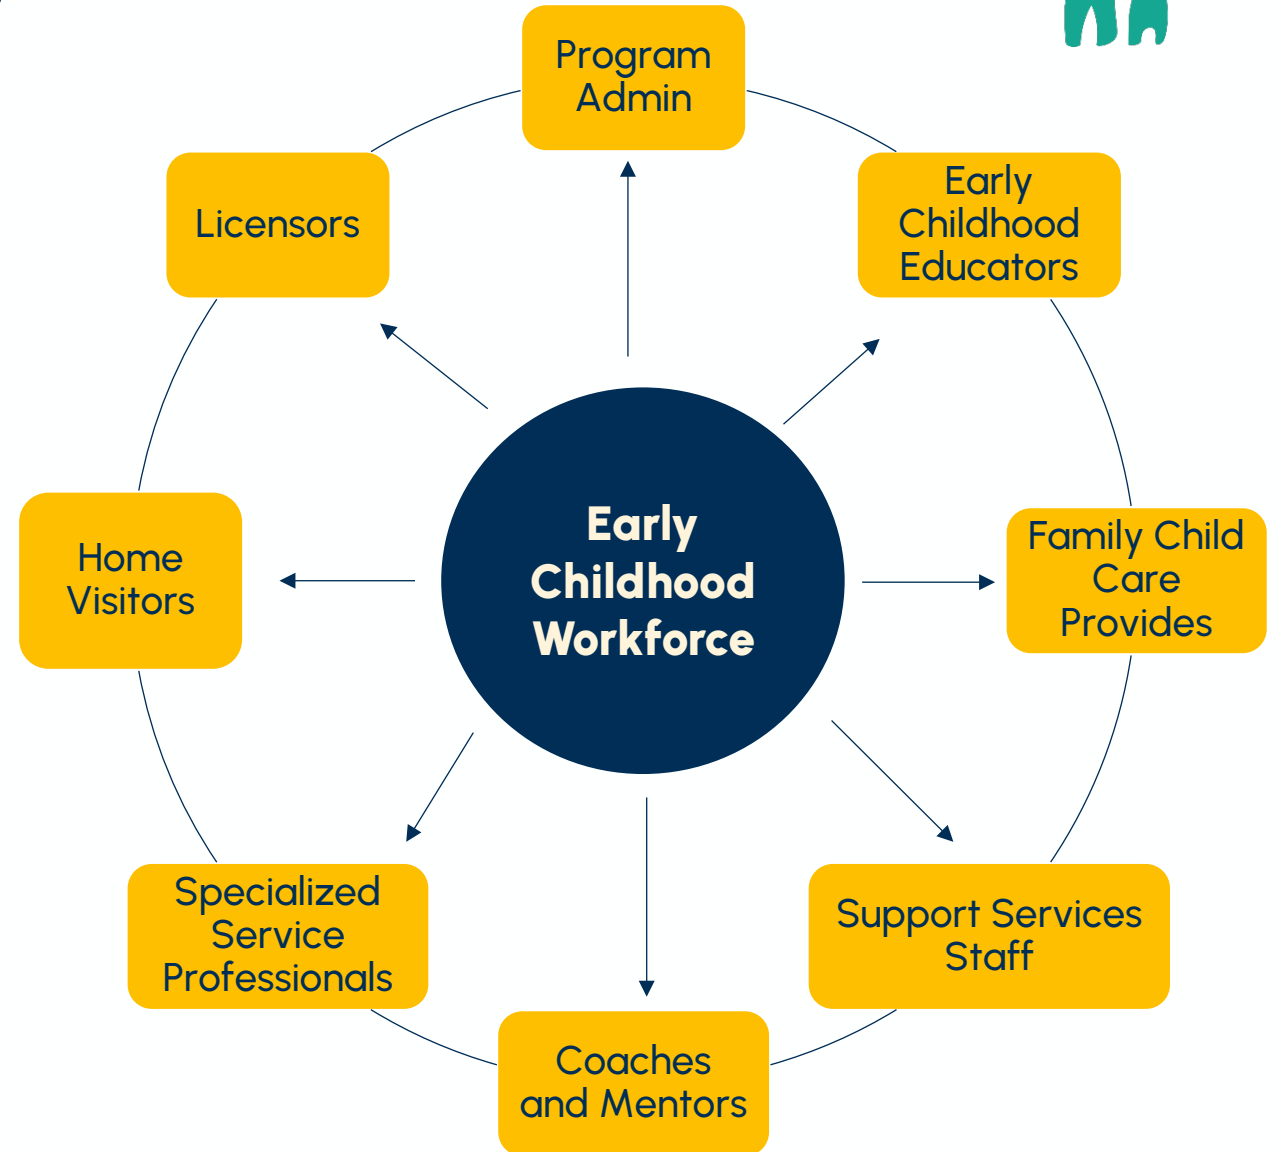 Program
Admin
Early
Childhood
Educators
Licensors
Early
Childhood
Workforce
Family Child
Care
Provides
Home
Visitors
Specialized
Service
Professionals
Support Services
Staff
Coaches
and Mentors